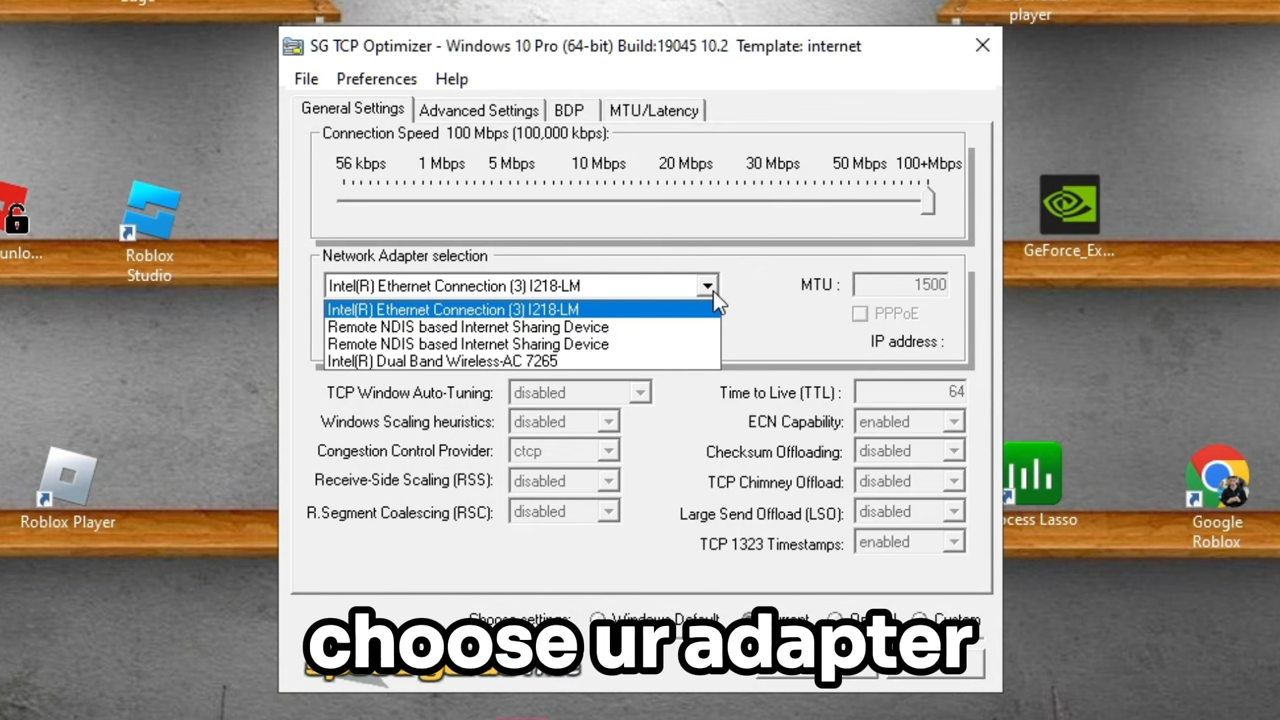 Edge
player
SG TCP Optimizer - Windows 10 Pro (64-bit) Build:19045 10.2 Template: internet
File Preferences Help
General Settings Advanced Settings BDP MTU/Latency
Connection Speed 100 Mbps (100,000 kbps):
56 kbps 1 Mbps 5 Mbps 10 Mbps 20 Mbps 30 Mbps 50 Mbps 100+Mbps
unlo...
Roblox
Studio
GeForce_Ex...
Network Adapter selection
Intel(R) Ethernet Connection (3) I218-LM
MTU : 1500
Intel(R) Ethernet Connection (3) I218-LM
PPPoE
Remote NDIS based Internet Sharing Device
Remote NDIS based Internet Sharing Device
IP address :
Intel(R) Dual Band Wireless-AC 7265
TCP Window Auto-Tuning: disabled
Time to Live (TTL) : 64
Windows Scaling heuristics: disabled
ECN Capability: enabled
Congestion Control Provider: ctcp
Checksum Offloading: disabled
Receive-Side Scaling (RSS): disabled
TCP Chimney Offload: disabled
R.Segment Coalescing (RSC): disabled
Large Send Offload (LSO): disabled
TCP 1323 Timestamps: enabled
Roblox Player
ocess Lasso
Google
Roblox
Choose settings: Windows Default Custom
choose ur adapter